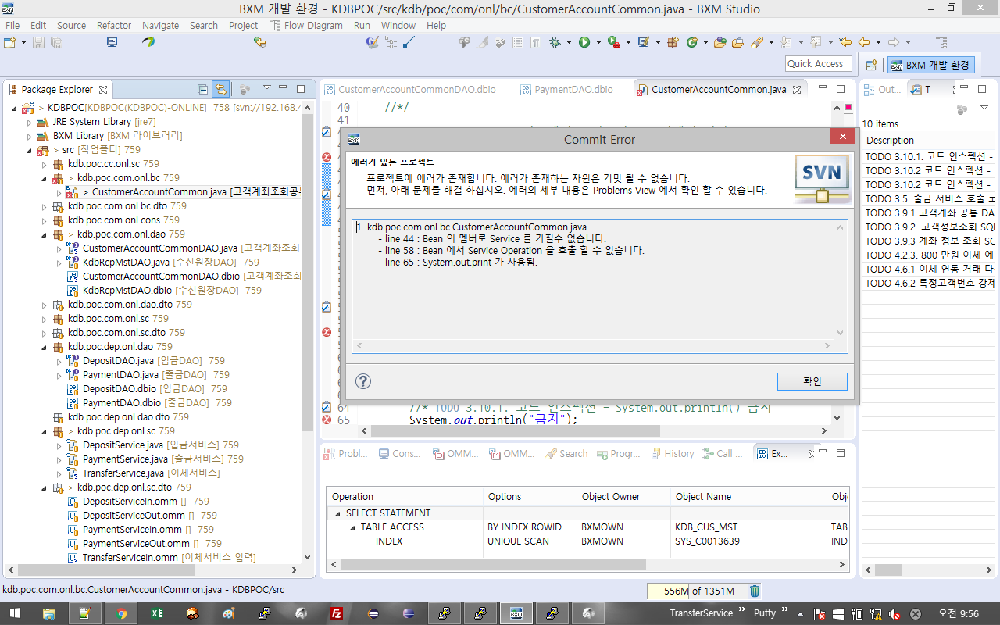 BXM 개발 환경 - KDBPOC/src/kdb/poc/com/onl/bc/CustomerAccountCommon.java - BXM Studio
File Edit Source Refactor Navigate Search Project Flow Diagram Run Window Help
Quick Access
BXM 개발 환경
Package Explorer
KDBPOC[KDBPOC(KDBPOC)-ONLINE] 758 [svn://192.168.4
JRE System Library [jre7]
BXM Library [BXM 라이브러리]
> src [작업폴더] 759
kdb.poc.cc.onl.sc 759
> kdb.poc.com.onl.bc 759
> CustomerAccountCommon.java [고객계좌조회공
kdb.poc.com.onl.bc.dto 759
kdb.poc.com.onl.cons 759
kdb.poc.com.onl.dao 759
CustomerAccountCommonDAO.java [고객계좌조회
KdbRcpMstDAO.java [수신원장DAO] 759
CustomerAccountCommonDAO.dbio [고객계좌조회
KdbRcpMstDAO.dbio [수신원장DAO] 759
kdb.poc.com.onl.dao.dto 759
kdb.poc.com.onl.sc 759
kdb.poc.com.onl.sc.dto 759
kdb.poc.dep.onl.dao 759
DepositDAO.java [입금DAO] 759
PaymentDAO.java [출금DAO] 759
DepositDAO.dbio [입금DAO] 759
PaymentDAO.dbio [출금DAO] 759
kdb.poc.dep.onl.dao.dto 759
> kdb.poc.dep.onl.sc 759
DepositService.java [입금서비스] 759
PaymentService.java [출금서비스] 759
TransferService.java [이체서비스]
> kdb.poc.dep.onl.sc.dto 759
DepositServiceIn.omm [] 759
DepositServiceOut.omm [] 759
PaymentServiceIn.omm [] 759
PaymentServiceOut.omm [] 759
TransferServiceIn.omm [이체서비스 입력]
CustomerAccountCommonDAO.dbio PaymentDAO.dbio CustomerAccountCommon.java
40 //*/
41
Commit Error
에러가 있는 프로젝트
프로젝트에 에러가 존재합니다. 에러가 존재하는 자원은 커밋 될 수 없습니다.
먼저, 아래 문제를 해결 하십시오. 에러의 세부 내용은 Problems View 에서 확인 할 수 있습니다.
SVN
1. kdb.poc.com.onl.bc.CustomerAccountCommon.java
- line 44 : Bean 의 멤버로 Service 를 가질수 없습니다.
- line 58 : Bean 에서 Service Operation 을 호출 할 수 없습니다.
- line 65 : System.out.print 가 사용됨.
확인
64 //* TODO 3.10.1. 코드 인스펙션 - System.out.println() 금지
65 System.out.println("금지");
Out... T
10 items
Description
TODO 3.10.1. 코드 인스펙션 -
TODO 3.10.2 코드 인스펙션 -
TODO 3.10.2 코드 인스펙션 -
TODO 3.5. 출금 서비스 호출 코
TODO 3.9.1 고객계좌 공통 DA
TODO 3.9.2. 고객정보조회 SQ
TODO 3.9.3 계좌 정보 조회 SQ
TODO 4.2.3. 800 만원 이체 에
TODO 4.6.1 이체 연동 거래 다
TODO 4.6.2 특정고객번호 강제
Probl... Cons... OMM... OMM... Search Progr... History Call ... Ex...
Operation Options Object Owner Object Name Obje
SELECT STATEMENT
TABLE ACCESS BY INDEX ROWID BXMOWN KDB_CUS_MST TAB
INDEX UNIQUE SCAN BXMOWN SYS_C0013639 IND
kdb.poc.com.onl.bc.CustomerAccountCommon.java - KDBPOC/src
556M of 1351M
TransferService Putty 오전 9:56